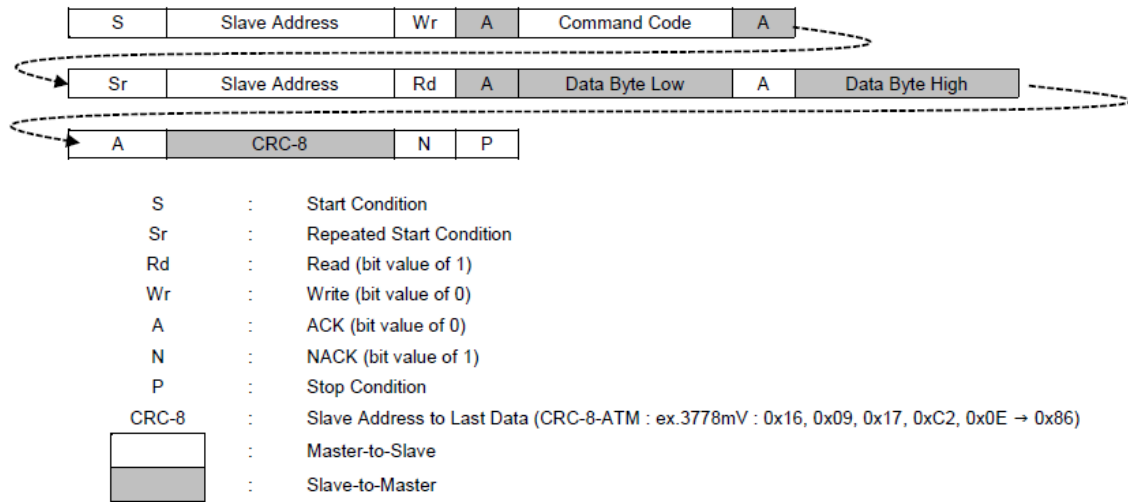 S Slave Address Wr A Command Code A
Sr Slave Address Rd A Data Byte Low A Data Byte High
A CRC-8 N P
S : Start Condition
Sr : Repeated Start Condition
Rd : Read (bit value of 1)
Wr : Write (bit value of 0)
A : ACK (bit value of 0)
N : NACK (bit value of 1)
P : Stop Condition
CRC-8 : Slave Address to Last Data (CRC-8-ATM : ex.3778mV : 0x16, 0x09, 0x17, 0xC2, 0x0E → 0x86)
: Master-to-Slave
: Slave-to-Master